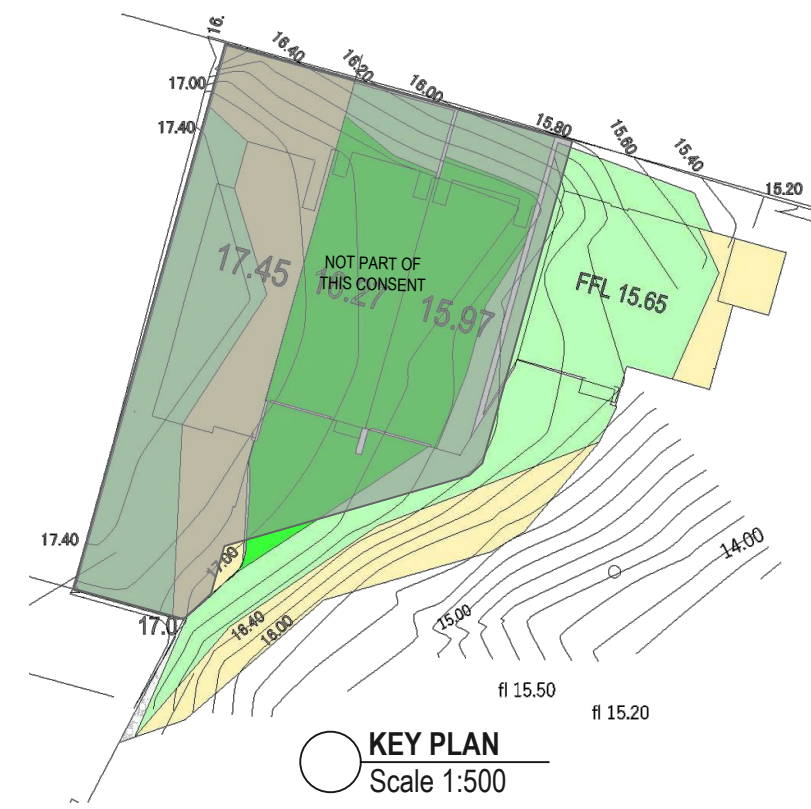 16.
16.40
16.20
16.00
15.80
15.60
15.40
15.20
17.00
17.40
NOT PART OF
THIS CONSENT
17.45
15.97
FFL 15.65
17.40
17.00
17.0
16.40
16.00
15.00
14.00
fl 15.50
fl 15.20
KEY PLAN
Scale 1:500